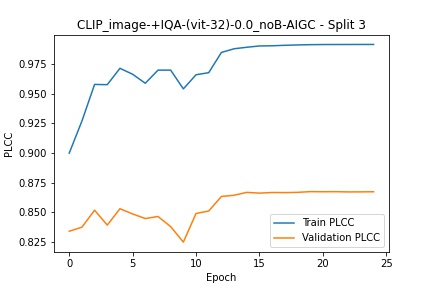 CLIP_image-+IQA-(vit-32)-0.0_noB-AIGC - Split 3
PLCC
0.975
0.950
0.925
0.900
0.875
0.850
0.825
Train PLCC
Validation PLCC
0 5 10 15 20 25
Epoch